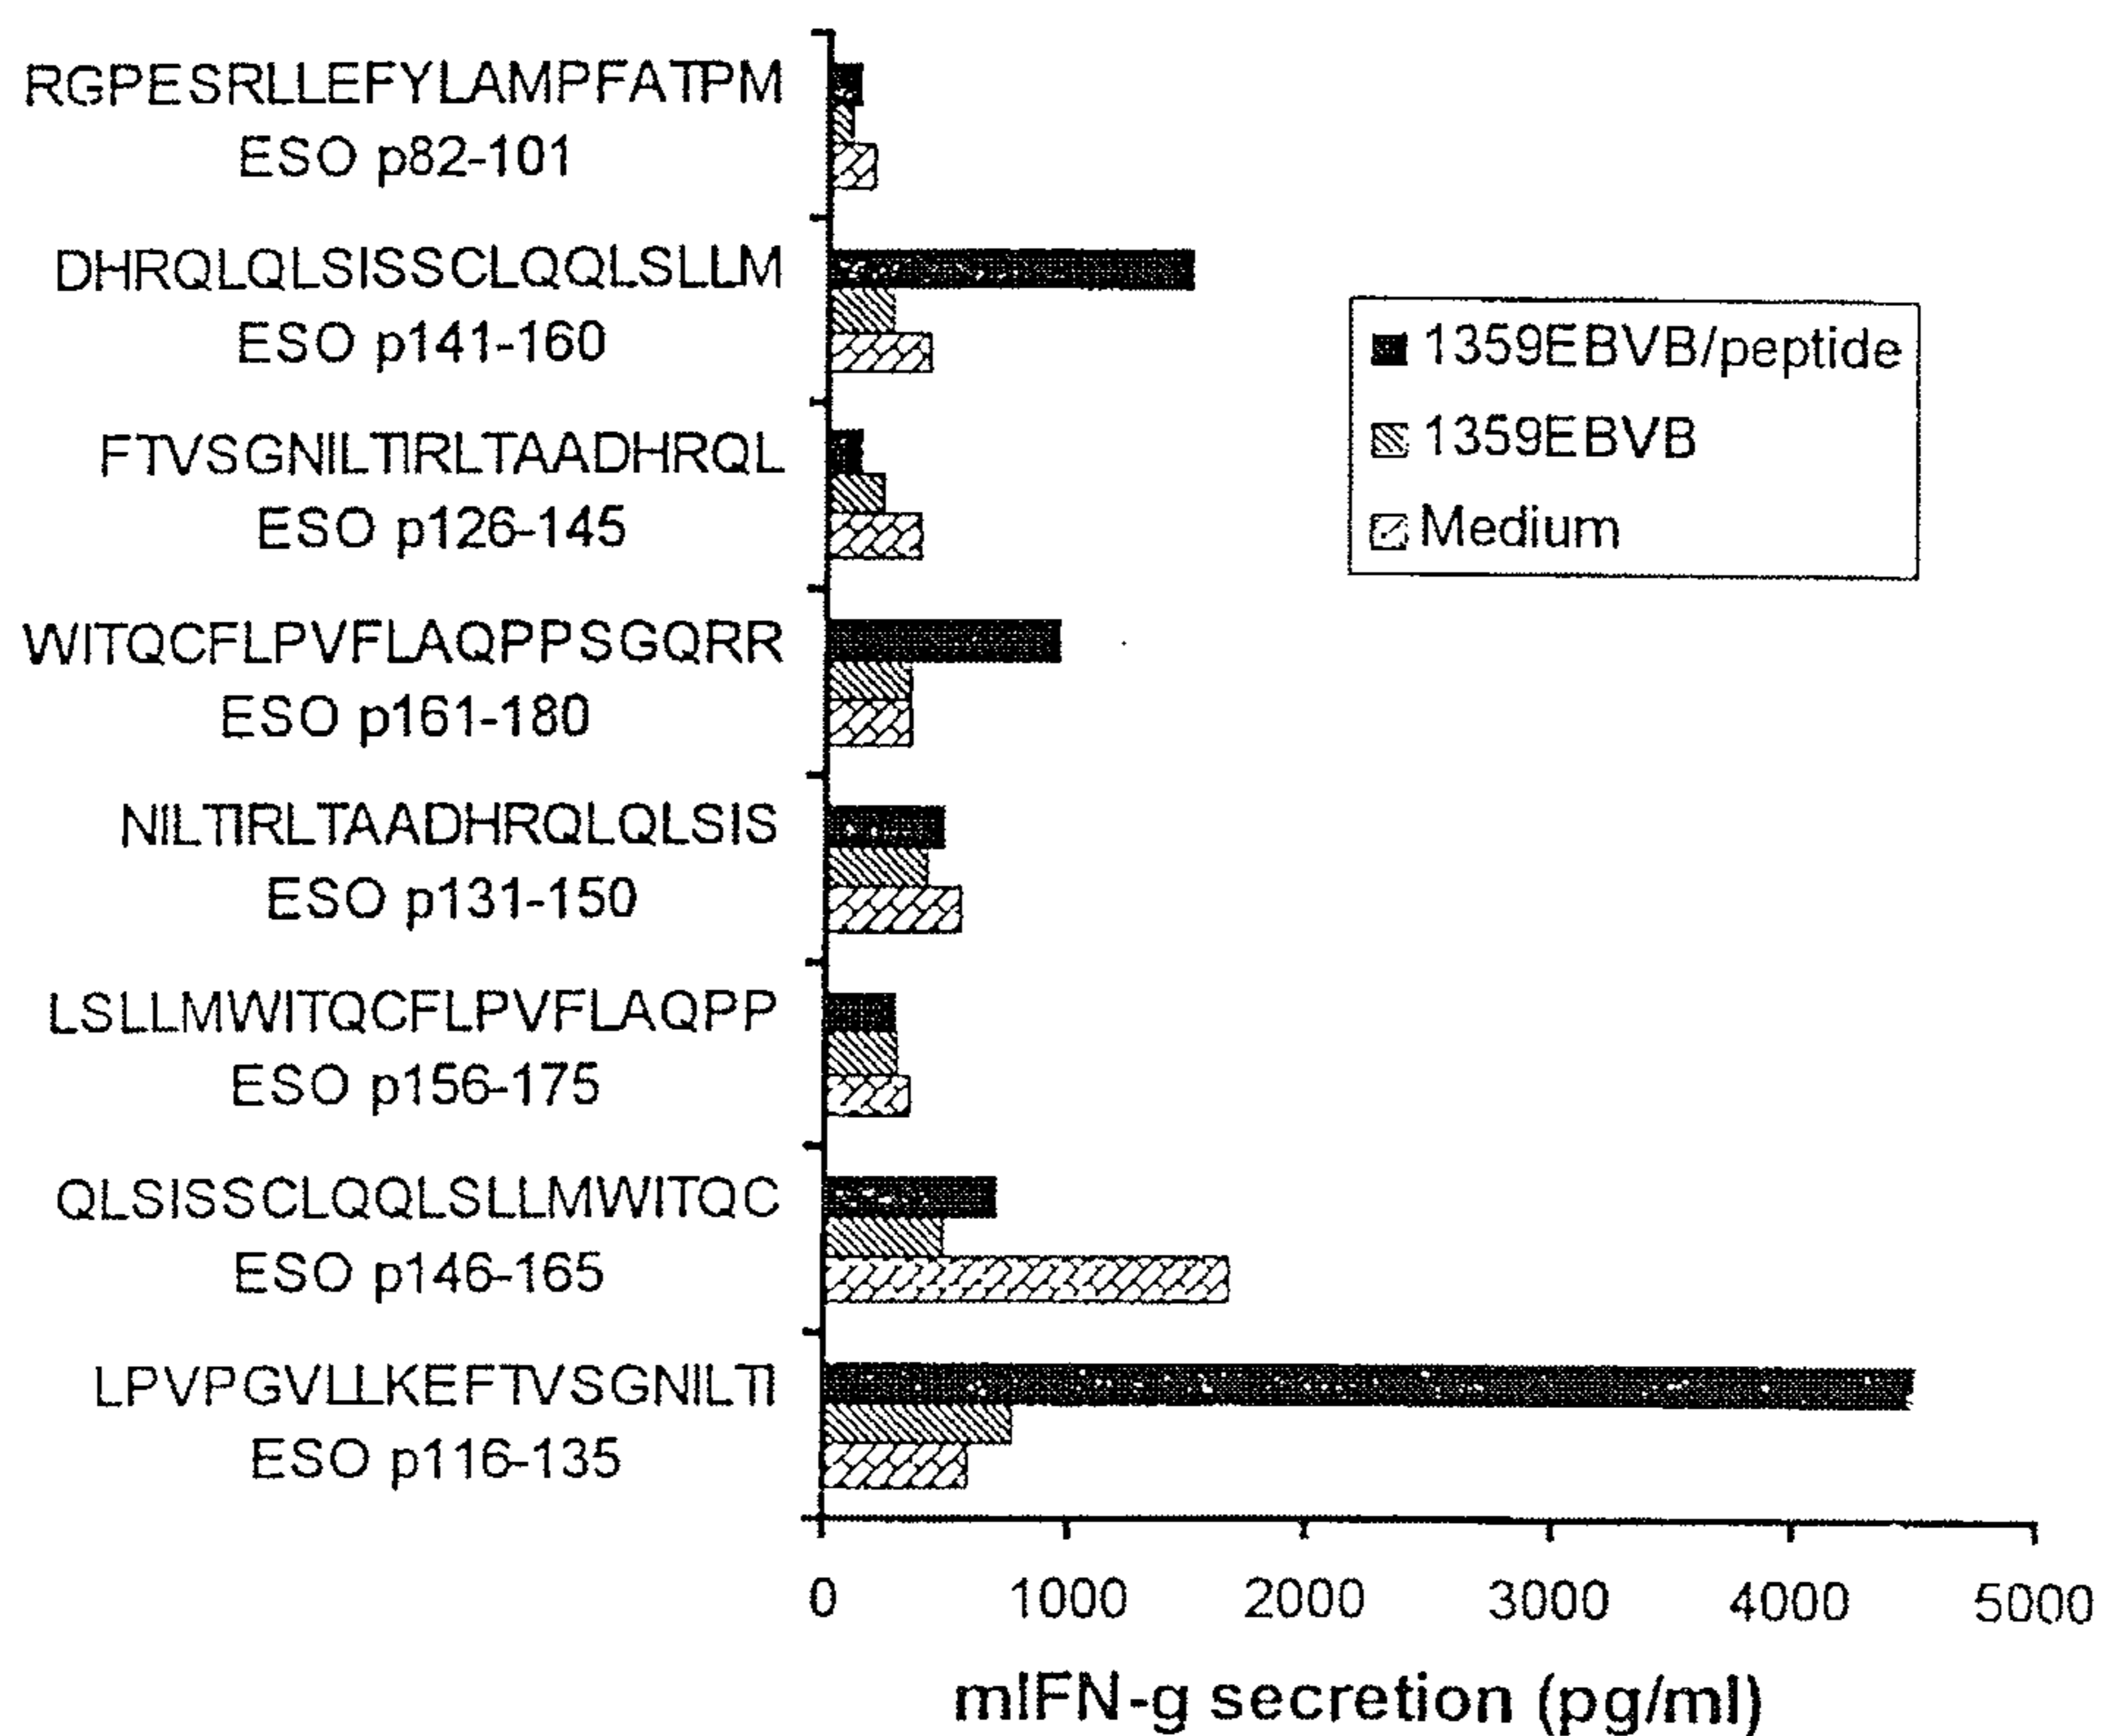 RGPESRLLEFYLAMPFATPM
ESO p82-101
DHRQLQLSISSCLQQLSLLM
ESO p141-160
FTVSGNILTIRLTAADHRQL
ESO p126-145
WITQCFLPVFLAQPPSGQRR
ESO p161-180
NILTIRLTAADHRQLQLSIS
ESO p131-150
LSLLMWITQCFLPVFLAQPP
ESO p156-175
QLSISSCLQQLSLLMWITQC
ESO p146-165
LPVPGVLLKEFTVSGNILTI
ESO p116-135
1359EBVB/peptide
1359EBVB
Medium
0 1000 2000 3000 4000 5000
mIFN-g secretion (pg/ml)